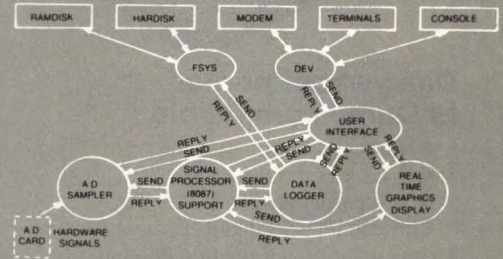 RAMDISK
HARDISK
MODEM
TERMINALS
CONSOLE
FSYS
DEV
SEND
REPLY
REPLY
SEND
USER
INTERFACE
REPLY
SEND
REPLY
SEND
SEND
REPLY
REPLY
SEND
A D
SAMPLER
SEND
REPLY
SIGNAL
PROCESSOR
(8087)
SUPPORT
SEND
REPLY
DATA
LOGGER
REAL
TIME
GRAPHICS
DISPLAY
SEND
REPLY
A D
CARD
HARDWARE
SIGNALS